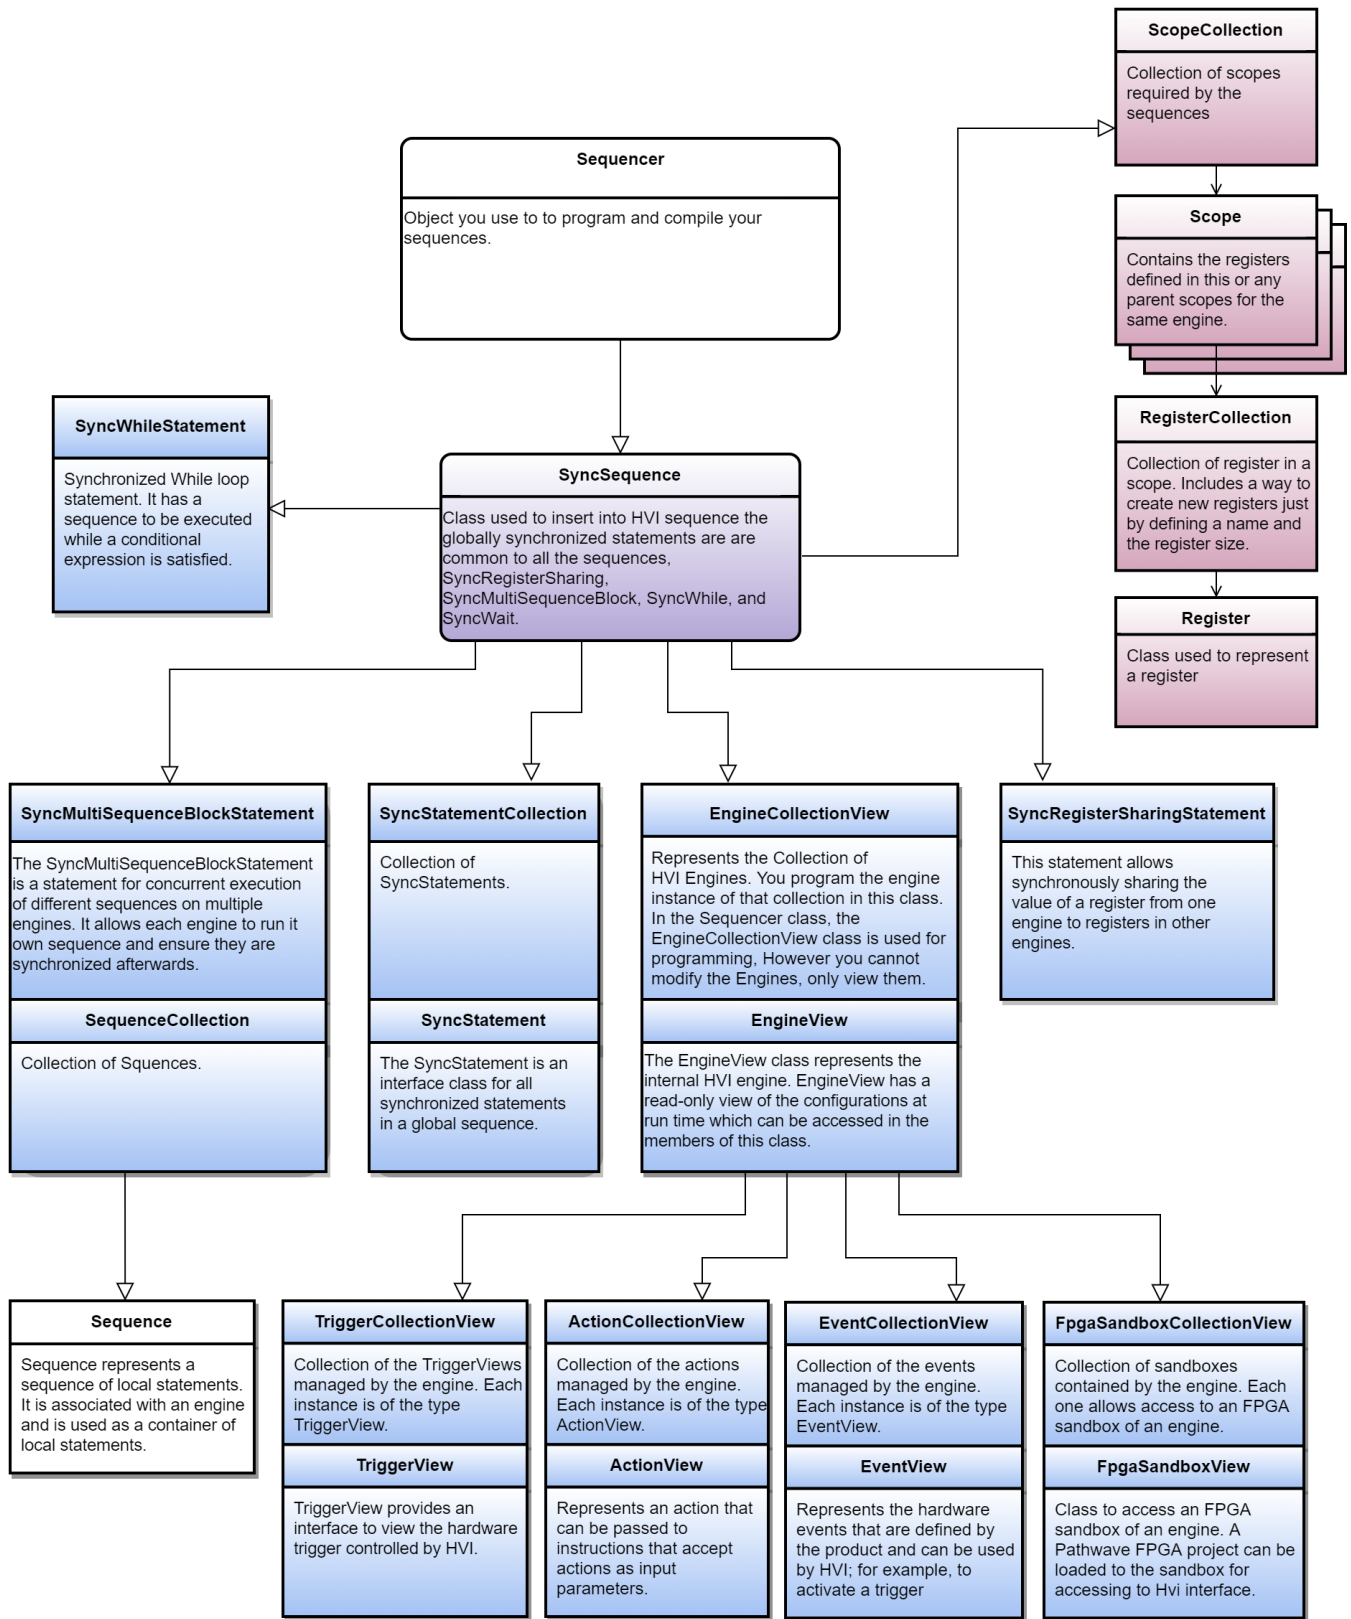 ScopeCollection
Collection of scopes
required by the
sequences
Sequencer
Object you use to to program and compile your
sequences.
Scope
Contains the registers
defined in this or any
parent scopes for the
same engine.
RegisterCollection
Collection of register in a
scope. Includes a way to
create new registers just
by defining a name and
the register size.
Register
Class used to represent
a register
SyncWhileStatement
Synchronized While loop
statement. It has a
sequence to be executed
while a conditional
expression is satisfied.
SyncSequence
Class used to insert into HVI sequence the
globally synchronized statements are are
common to all the sequences,
SyncRegisterSharing,
SyncMultiSequenceBlock, SyncWhile, and
SyncWait.
SyncMultiSequenceBlockStatement
The SyncMultiSequenceBlockStatement
is a statement for concurrent execution
of different sequences on multiple
engines. It allows each engine to run it
own sequence and ensure they are
synchronized afterwards.
SequenceCollection
Collection of Squences.
SyncStatementCollection
Collection of
SyncStatements.
SyncStatement
The SyncStatement is an
interface class for all
synchronized statements
in a global sequence.
EngineCollectionView
Represents the Collection of
HVI Engines. You program the engine
instance of that collection in this class.
In the Sequencer class, the
EngineCollectionView class is used for
programming, However you cannot
modify the Engines, only view them.
EngineView
The EngineView class represents the
internal HVI engine. EngineView has a
read-only view of the configurations at
run time which can be accessed in the
members of this class.
SyncRegisterSharingStatement
This statement allows
synchronously sharing the
value of a register from one
engine to registers in other
engines.
Sequence
Sequence represents a
sequence of local statements.
It is associated with an engine
and is used as a container of
local statements.
TriggerCollectionView
Collection of the TriggerViews
managed by the engine. Each
instance is of the type
TriggerView.
TriggerView
TriggerView provides an
interface to view the hardware
trigger controlled by HVI.
ActionCollectionView
Collection of the actions
managed by the engine.
Each instance is of the type
ActionView.
ActionView
Represents an action that
can be passed to
instructions that accept
actions as input
parameters.
EventCollectionView
Collection of the events
managed by the engine.
Each instance is of the type
EventView.
EventView
Represents the hardware
events that are defined by
the product and can be used
by HVI; for example, to
activate a trigger
FpgaSandboxCollectionView
Collection of sandboxes
contained by the engine. Each
one allows access to an FPGA
sandbox of an engine.
FpgaSandboxView
Class to access an FPGA
sandbox of an engine. A
Pathwave FPGA project can be
loaded to the sandbox for
accessing to Hvi interface.